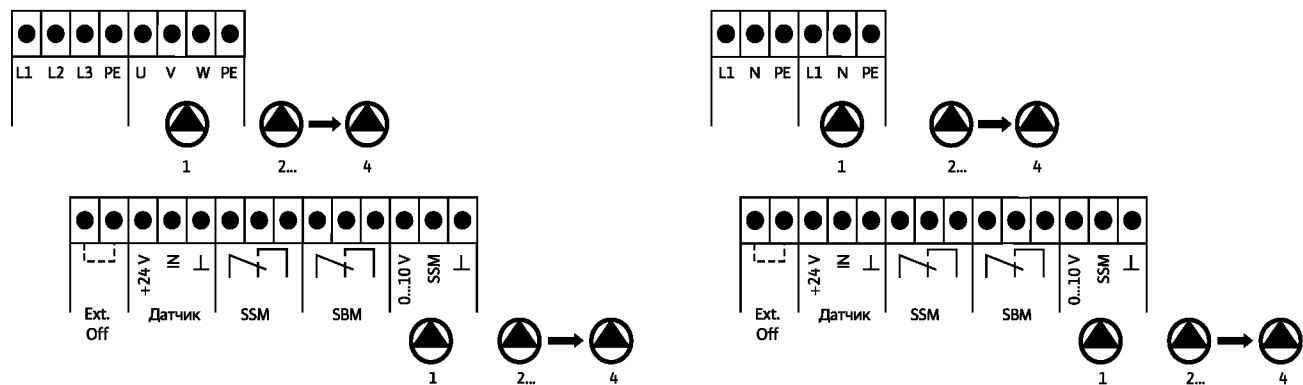 L1 L2 L3 PE U V W PE
1 2... 4
+24 V IN 0...10 V SSM
Ext. Off Датчик SSM SBM
1 2... 4
L1 N PE L1 N PE
1 2... 4
+24 V IN 0...10 V SSM
Ext. Off Датчик SSM SBM
1 2... 4